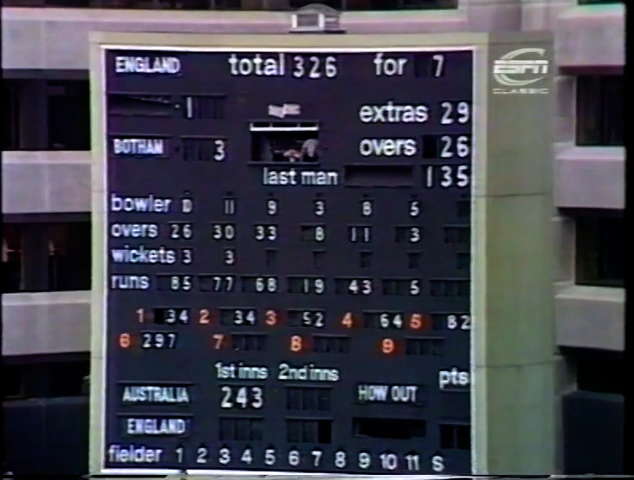 ENGLAND total 326 for 7
ESPN
CLASSIC
1 extras 29
BOTHAM 3 overs 26
last man 135
bowler D 11 9 3 8 5
overs 26 30 33 8 11 3
wickets 3 3
runs 85 77 68 19 43 5
1 34 2 34 3 52 4 64 5 82
6 297 7 8 9
1st inns 2nd inns pts
AUSTRALIA 243 HOW OUT
ENGLAND
fielder 1 2 3 4 5 6 7 8 9 10 11 S